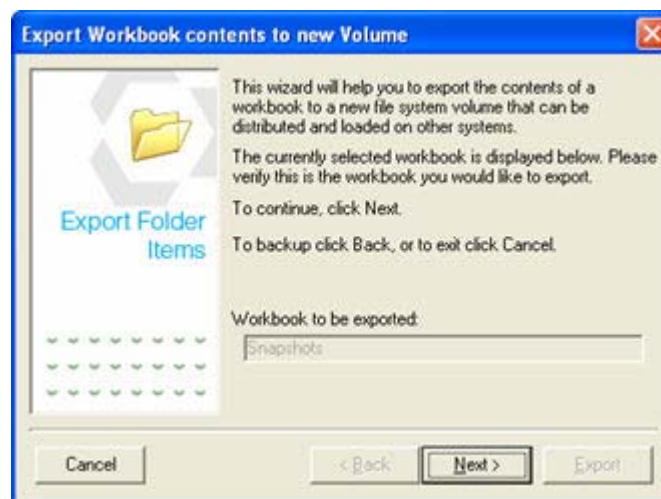 Export Workbook contents to new Volume
This wizard will help you to export the contents of a
workbook to a new file system volume that can be
distributed and loaded on other systems.
The currently selected workbook is displayed below. Please
verify this is the workbook you would like to export.
To continue, click Next.
To backup click Back, or to exit click Cancel.
Export Folder
Items
Workbook to be exported:
Snapshots
Cancel
< Back
Next >
Export